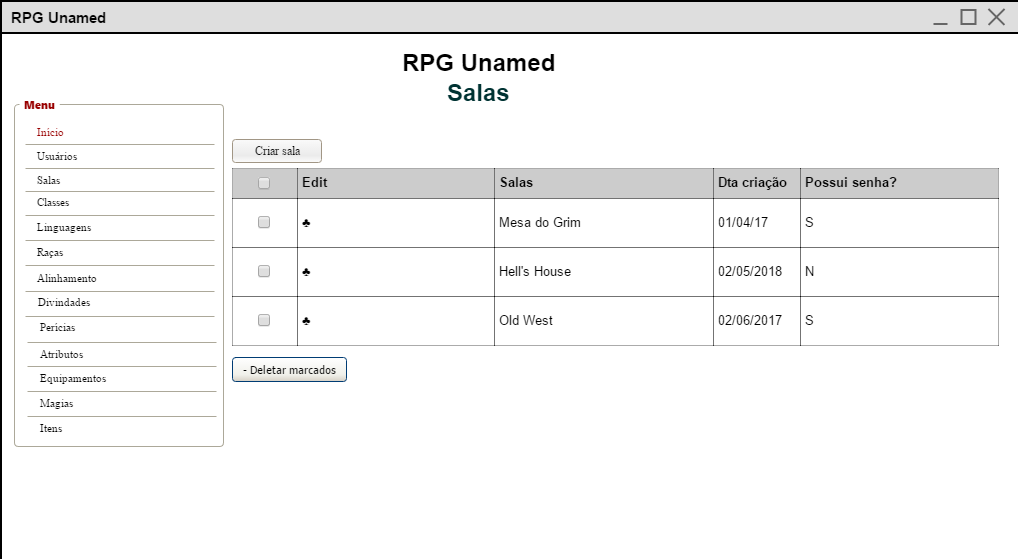 RPG Unamed
RPG Unamed
Salas
Menu
Início
Usuários
Salas
Classes
Linguagens
Raças
Alinhamento
Divindades
Perícias
Atributos
Equipamentos
Magias
Itens
Criar sala
Edit Salas Dta criação Possui senha?
♣ Mesa do Grim 01/04/17 S
♣ Hell's House 02/05/2018 N
♣ Old West 02/06/2017 S
- Deletar marcados